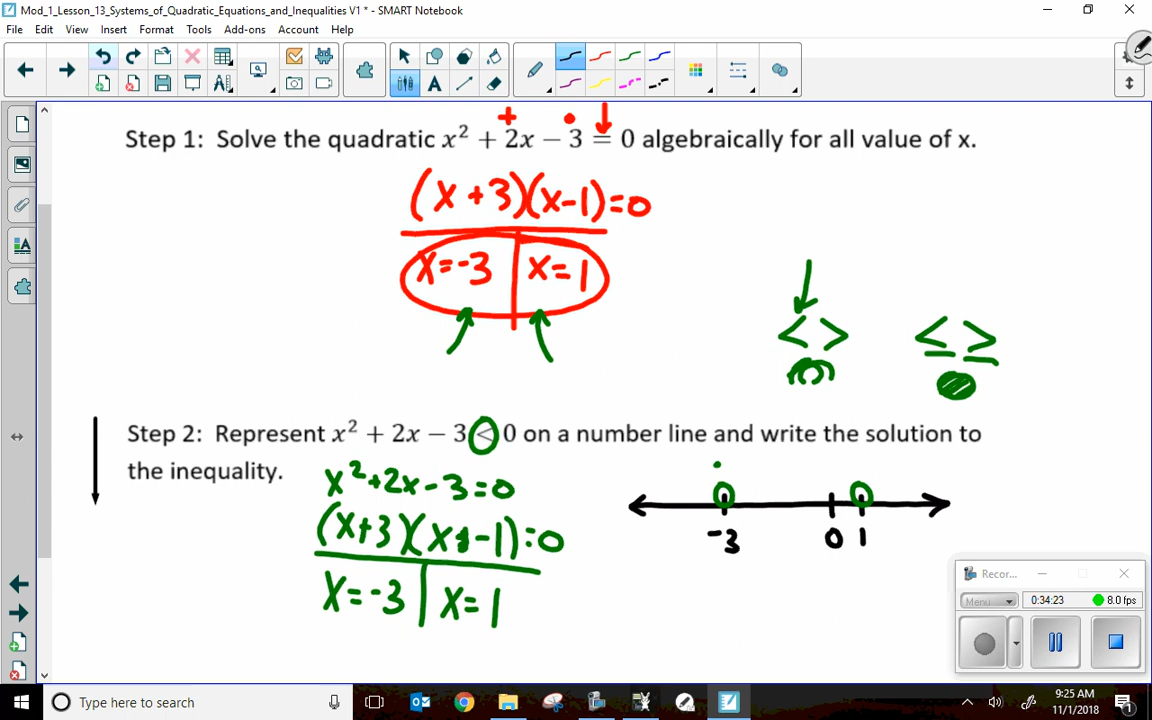 Mod_1_Lesson_13_Systems_of_Quadratic_Equations_and_Inequalities V1 * - SMART Notebook
File Edit View Insert Format Tools Add-ons Account Help
Step 1: Solve the quadratic x² + 2x − 3 = 0 algebraically for all value of x.
(x+3)(x-1)=0
x=-3 x=1
< > ≤ ≥
Step 2: Represent x² + 2x − 3 < 0 on a number line and write the solution to
the inequality.
x²+2x-3=0
(x+3)(x-1)=0
x=-3 x=1
-3 0 1
Recor...
Menu 0:34:23 8.0 fps
Type here to search
9:25 AM
11/1/2018
1